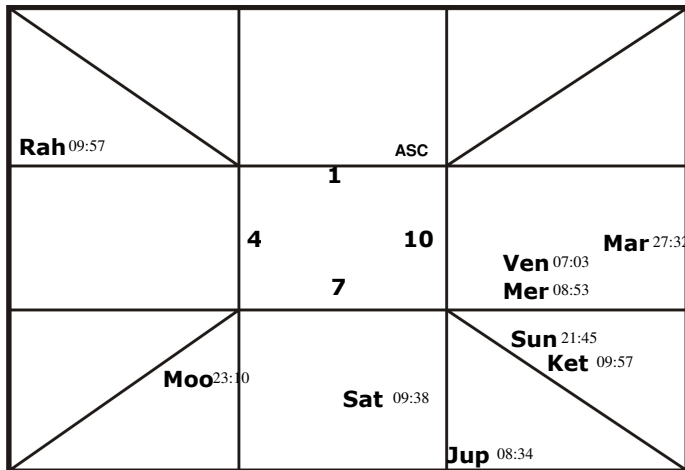 Rah 09:57
ASC
1
4
10
Mar 27:32
Ven 07:03
7
Mer 08:53
Sun 21:45
Ket 09:57
Moo 23:10
Sat 09:38
Jup 08:34